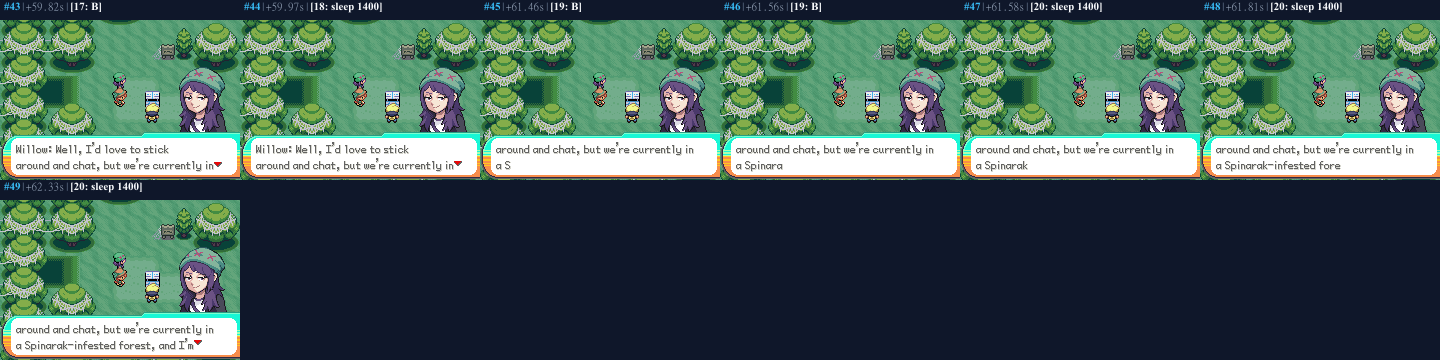 #43|+59.82s|[17: B]
Willow: Well, I'd love to stick
around and chat, but we're currently in
#44|+59.97s|[18: sleep 1400]
Willow: Well, I'd love to stick
around and chat, but we're currently in
#45|+61.46s|[19: B]
around and chat, but we're currently in
a S
#46|+61.56s|[19: B]
around and chat, but we're currently in
a Spinara
#47|+61.58s|[20: sleep 1400]
around and chat, but we're currently in
a Spinarak
#48|+61.81s|[20: sleep 1400]
around and chat, but we're currently in
a Spinarak-infested fore
#49|+62.33s|[20: sleep 1400]
around and chat, but we're currently in
a Spinarak-infested forest, and I'm